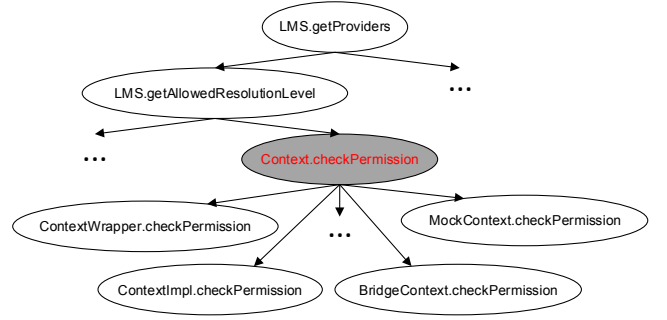 LMS.getProviders
LMS.getAllowedResolutionLevel
...
...
Context.checkPermission
ContextWrapper.checkPermission
...
MockContext.checkPermission
ContextImpl.checkPermission
BridgeContext.checkPermission